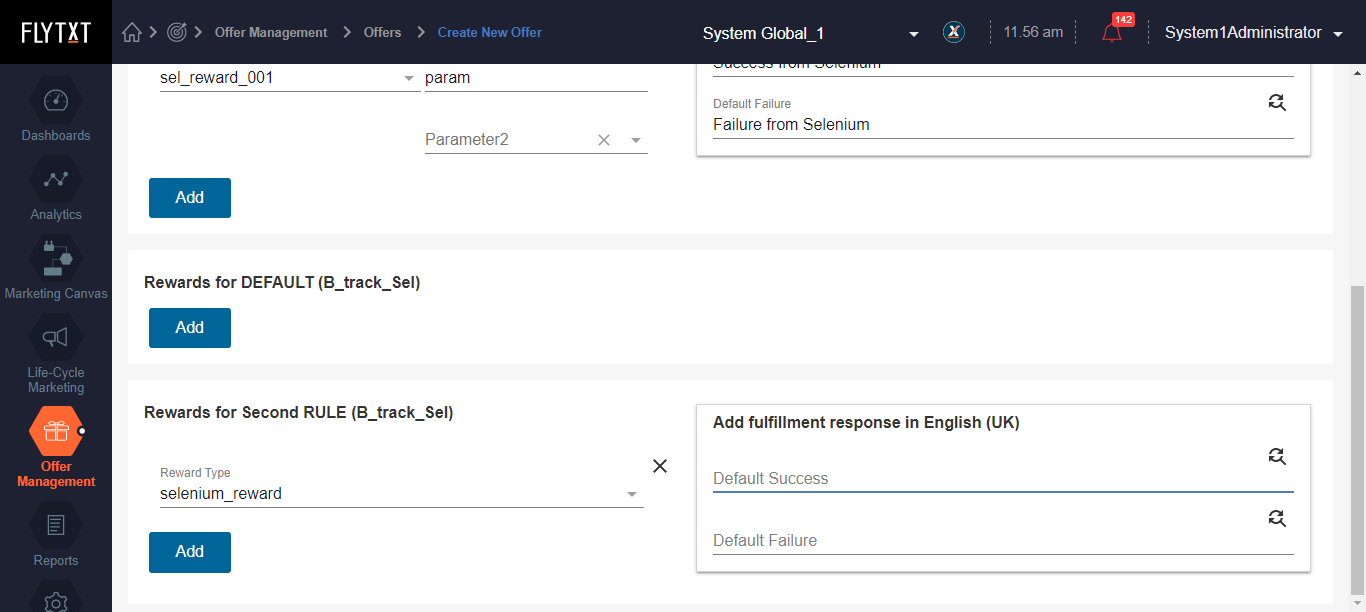 FLYTXT
Offer Management
Offers
Create New Offer
System Global_1
X
11.56 am
142
System1Administrator
Dashboards
Analytics
Marketing Canvas
Life-Cycle
Marketing
Offer
Management
Reports
sel_reward_001
param
Parameter2
Add
Success from Selenium
Default Failure
Failure from Selenium
Rewards for DEFAULT (B_track_Sel)
Add
Rewards for Second RULE (B_track_Sel)
Reward Type
selenium_reward
Add
Add fulfillment response in English (UK)
Default Success
Default Failure